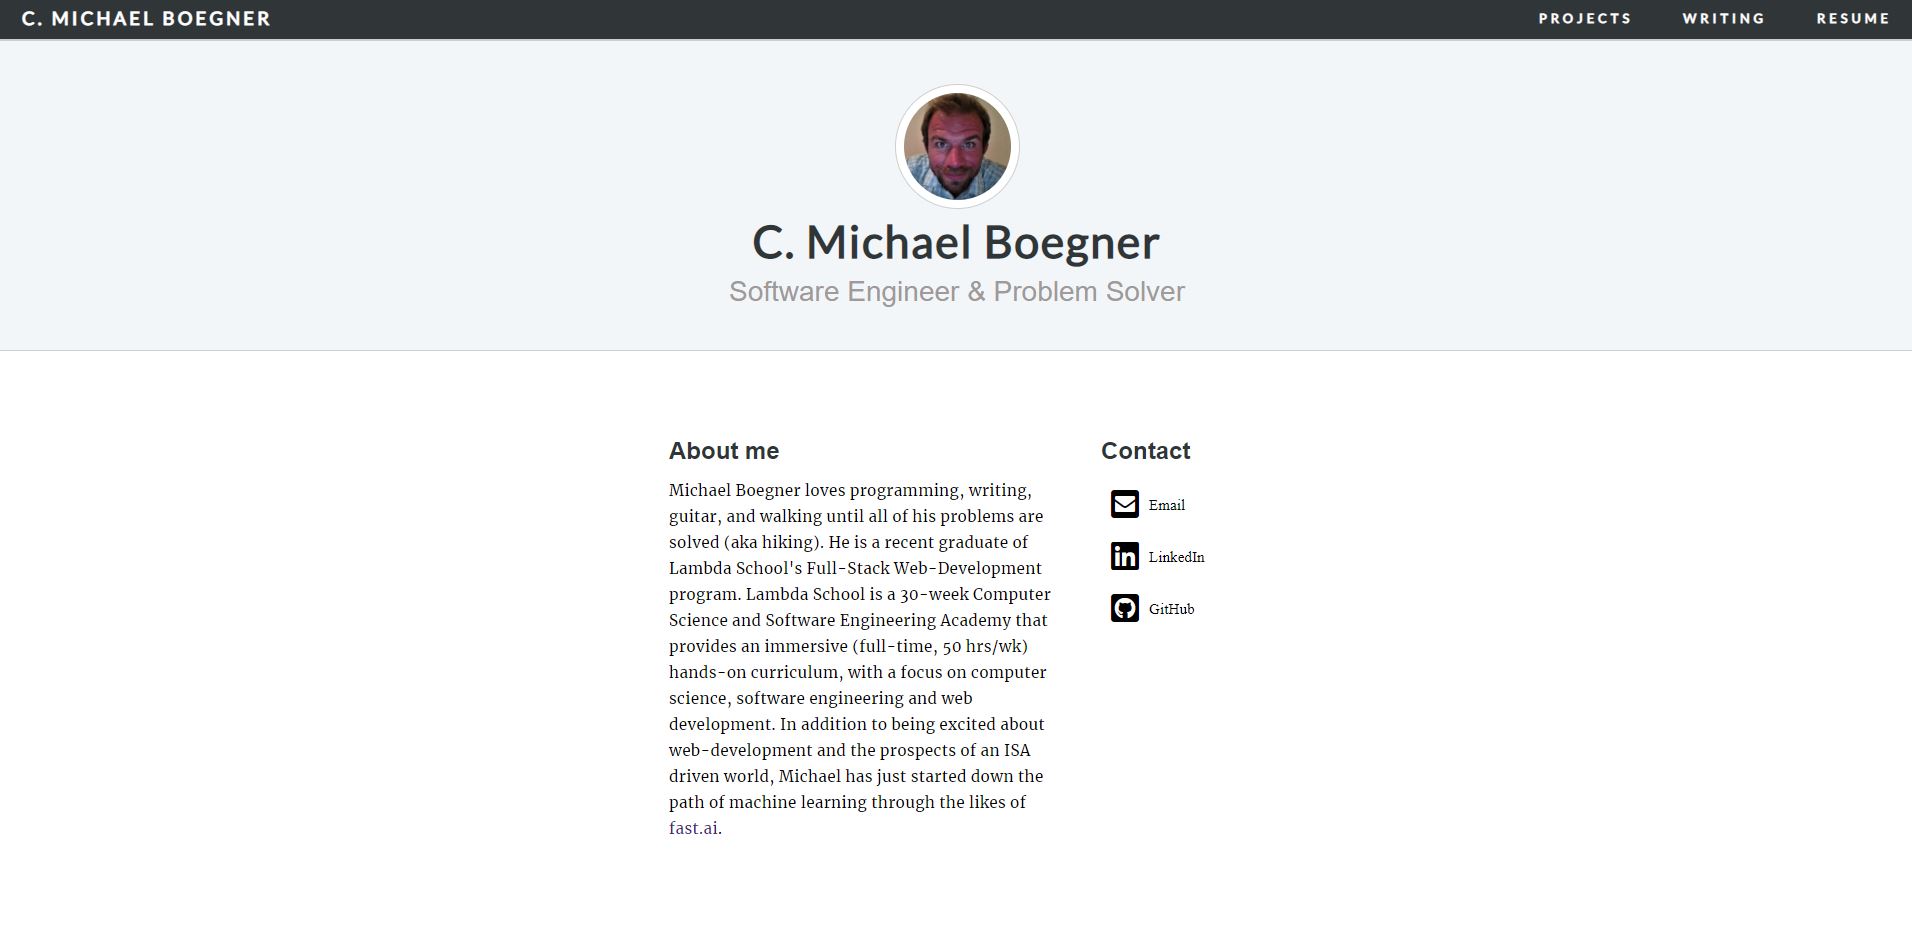 C. MICHAEL BOEGNER
PROJECTS
WRITING
RESUME
C. Michael Boegner
Software Engineer & Problem Solver
About me
Michael Boegner loves programming, writing,
guitar, and walking until all of his problems are
solved (aka hiking). He is a recent graduate of
Lambda School's Full-Stack Web-Development
program. Lambda School is a 30-week Computer
Science and Software Engineering Academy that
provides an immersive (full-time, 50 hrs/wk)
hands-on curriculum, with a focus on computer
science, software engineering and web
development. In addition to being excited about
web-development and the prospects of an ISA
driven world, Michael has just started down the
path of machine learning through the likes of
fast.ai.
Contact
Email
LinkedIn
GitHub